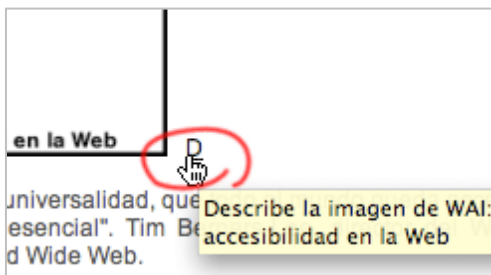 en la Web
D
universalidad, que
Describe la imagen de WAI:
esencial". Tim Be
accesibilidad en la Web
d Wide Web.